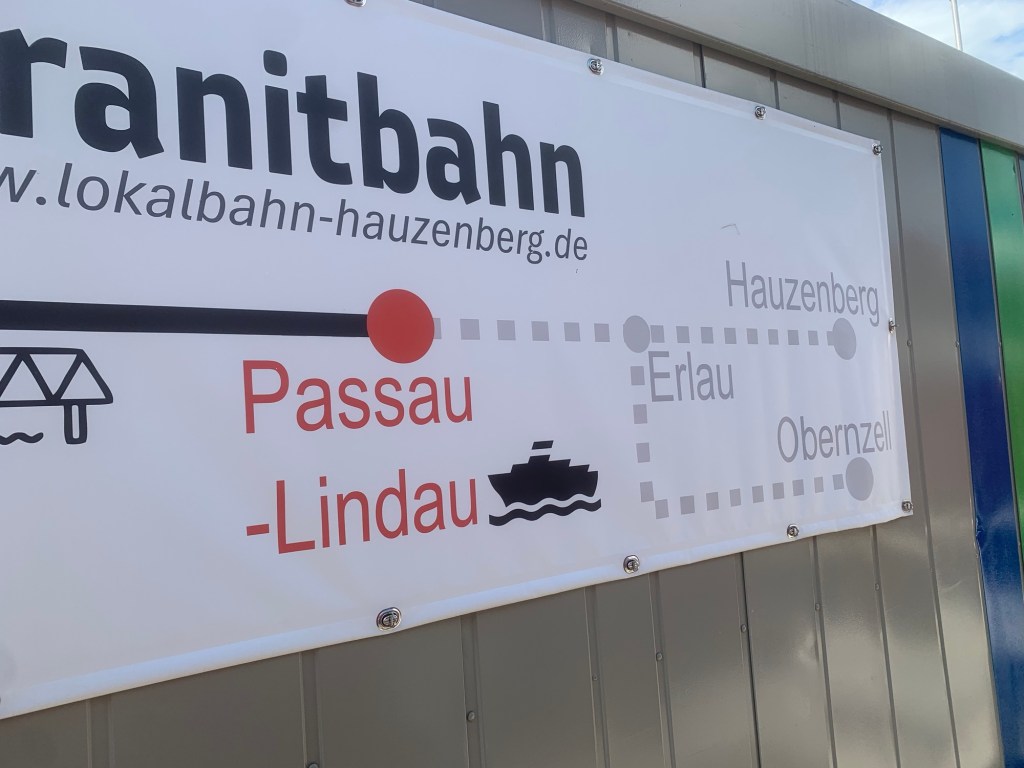 ranitbahn
w.lokalbahn-hauzenberg.de
Hauzenberg
Passau
Erlau
-Lindau
Obernzell